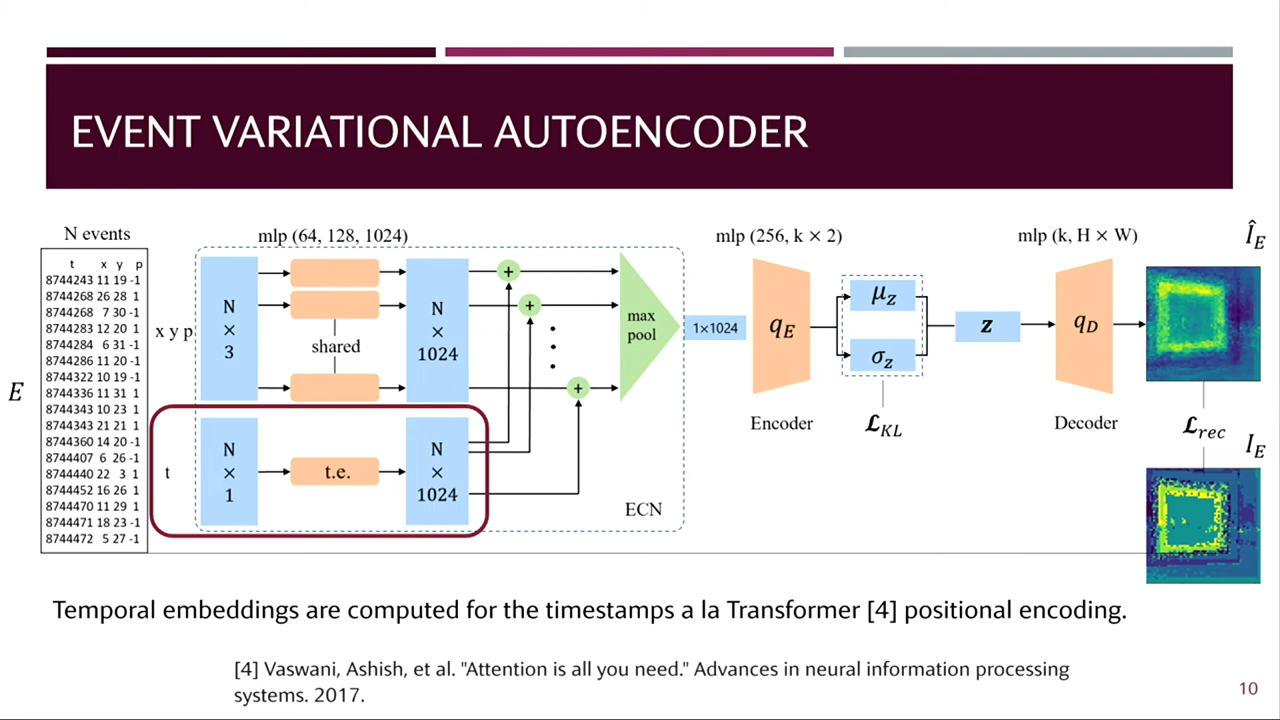 EVENT VARIATIONAL AUTOENCODER
N events
mlp (64, 128, 1024)
mlp (256, k × 2)
mlp (k, H × W)
Î_E
t x y p
8744243 11 19 -1
8744268 26 28 1
8744268 7 30 -1
8744283 12 20 1
8744284 6 31 -1
8744286 11 20 -1
8744322 10 19 -1
8744336 11 31 1
8744343 10 23 1
8744343 21 21 1
8744360 14 20 -1
8744407 6 26 -1
8744440 22 3 1
8744452 16 26 1
8744470 11 29 1
8744471 18 23 -1
8744472 5 27 -1
E
x y p
N
×
3
shared
N
×
1024
+
+
+
max
pool
1×1024
q_E
Encoder
μ_Z
σ_Z
ℒ_KL
z
q_D
Decoder
ℒ_rec
I_E
t
N
×
1
t.e.
N
×
1024
ECN
Temporal embeddings are computed for the timestamps a la Transformer [4] positional encoding.
[4] Vaswani, Ashish, et al. "Attention is all you need." Advances in neural information processing
systems. 2017.
10